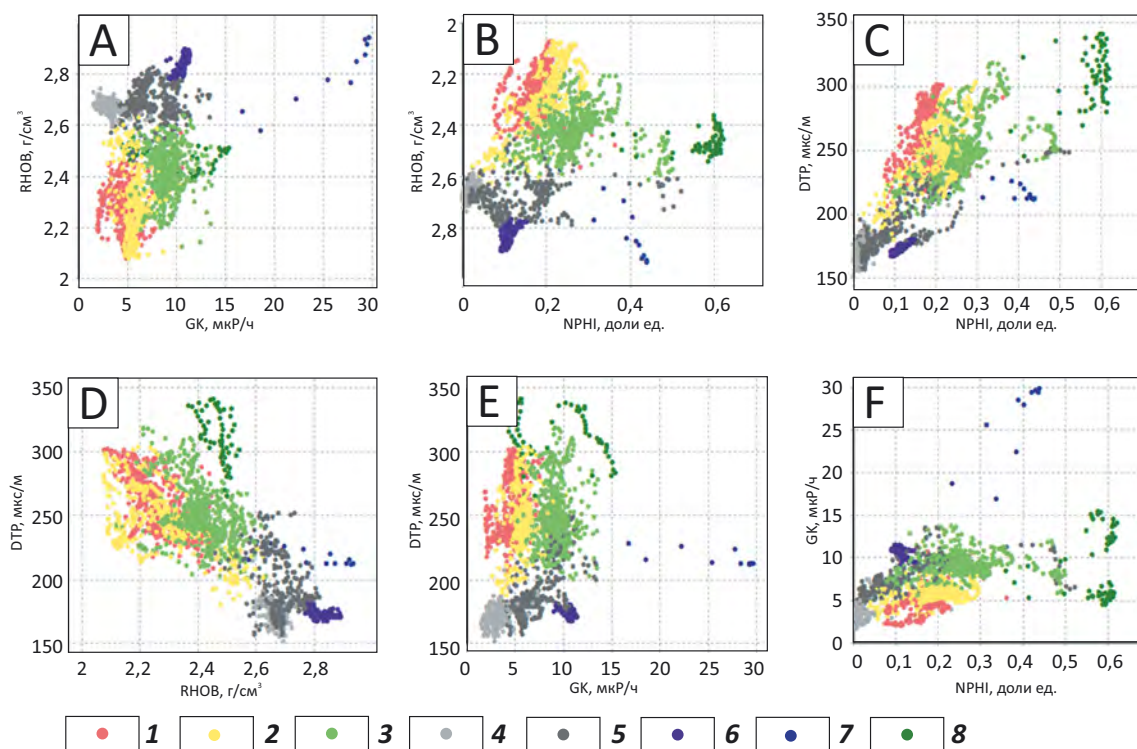 A
RHOB, г/см³
2,8
2,6
2,4
2,2
2
0 5 10 15 20 25 30
GK, мкР/ч
B
RHOB, г/см³
2
2,2
2,4
2,6
2,8
0 0,2 0,4 0,6
NPHI, доли ед.
C
DTP, мкс/м
350
300
250
200
150
0 0,1 0,2 0,3 0,4 0,5 0,6
NPHI, доли ед.
D
DTP, мкс/м
350
300
250
200
150
2 2,2 2,4 2,6 2,8
RHOB, г/см³
E
DTP, мкс/м
350
300
250
200
150
0 5 10 15 20 25 30
GK, мкР/ч
F
GK, мкР/ч
30
25
20
15
10
5
0
0 0,1 0,2 0,3 0,4 0,5 0,6
NPHI, доли ед.
1 2 3 4 5 6 7 8